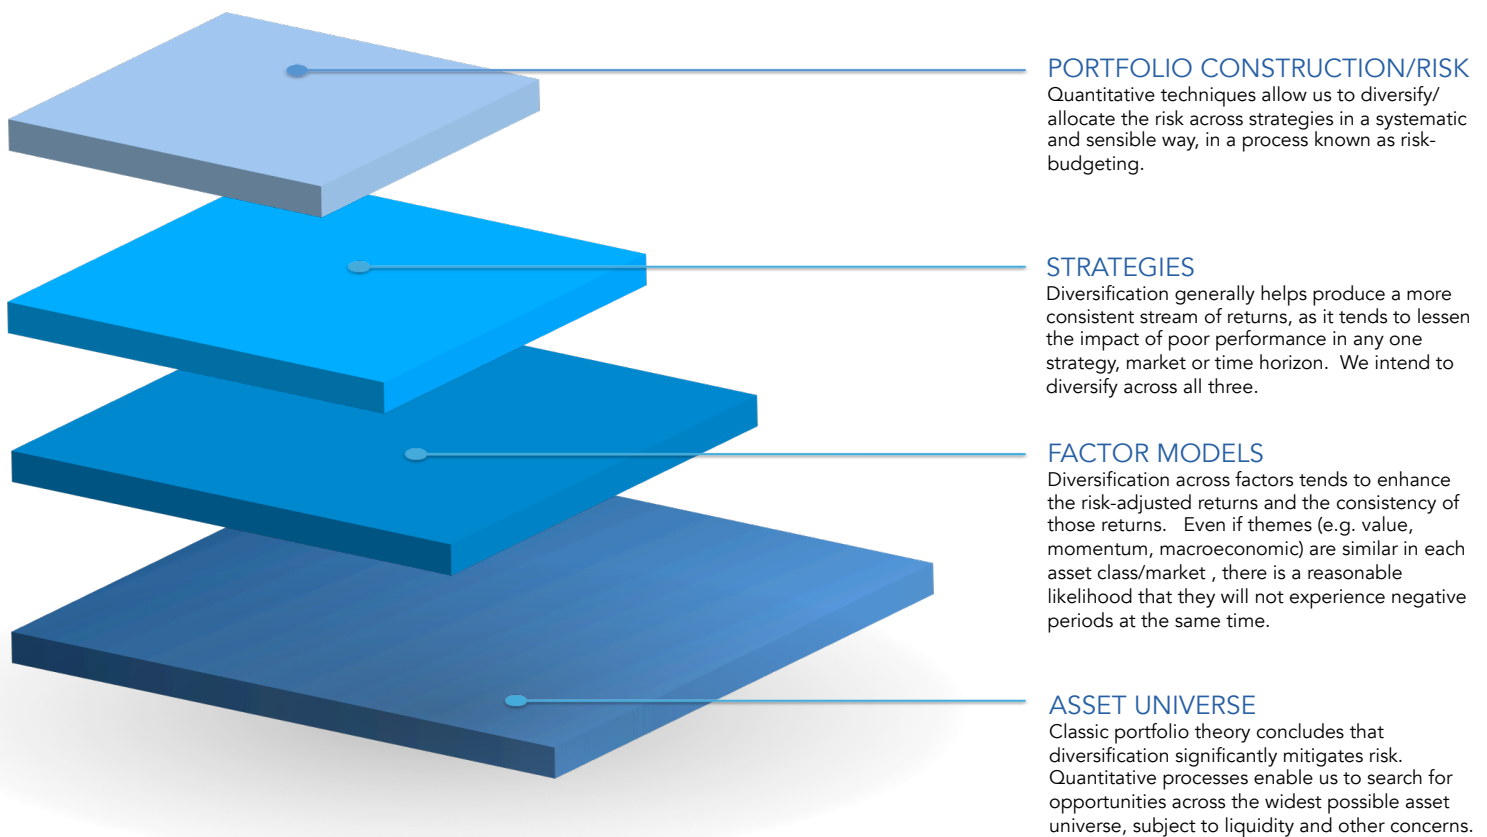 PORTFOLIO CONSTRUCTION/RISK
Quantitative techniques allow us to diversify/
allocate the risk across strategies in a systematic
and sensible way, in a process known as risk-
budgeting.
STRATEGIES
Diversification generally helps produce a more
consistent stream of returns, as it tends to lessen
the impact of poor performance in any one
strategy, market or time horizon.  We intend to
diversify across all three.
FACTOR MODELS
Diversification across factors tends to enhance
the risk-adjusted returns and the consistency of
those returns.   Even if themes (e.g. value,
momentum, macroeconomic) are similar in each
asset class/market , there is a reasonable
likelihood that they will not experience negative
periods at the same time.
ASSET UNIVERSE
Classic portfolio theory concludes that
diversification significantly mitigates risk.
Quantitative processes enable us to search for
opportunities across the widest possible asset
universe, subject to liquidity and other concerns.